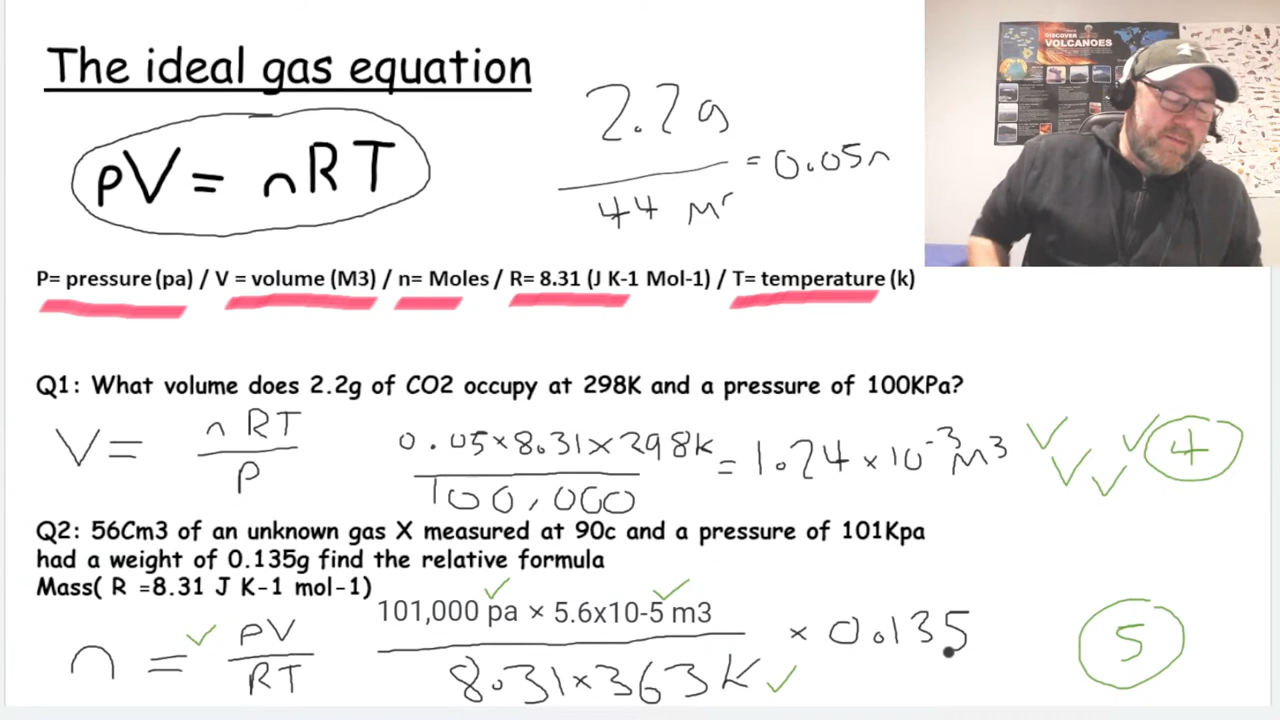 The ideal gas equation
DISCOVER
VOLCANOES
PV = nRT
2.2g
44 Mr
= 0.05n
P= pressure (pa) / V = volume (M3) / n= Moles / R= 8.31 (J K-1 Mol-1) / T= temperature (k)
Q1: What volume does 2.2g of CO2 occupy at 298K and a pressure of 100KPa?
V = nRT
P
0.05×8.31×298K
100,000
= 1.24×10-3 M3
4
Q2: 56Cm3 of an unknown gas X measured at 90c and a pressure of 101Kpa
had a weight of 0.135g find the relative formula
Mass( R =8.31 J K-1 mol-1)
n = PV
RT
101,000 pa × 5.6x10-5 m3
8.31×363K
× 0.135
5